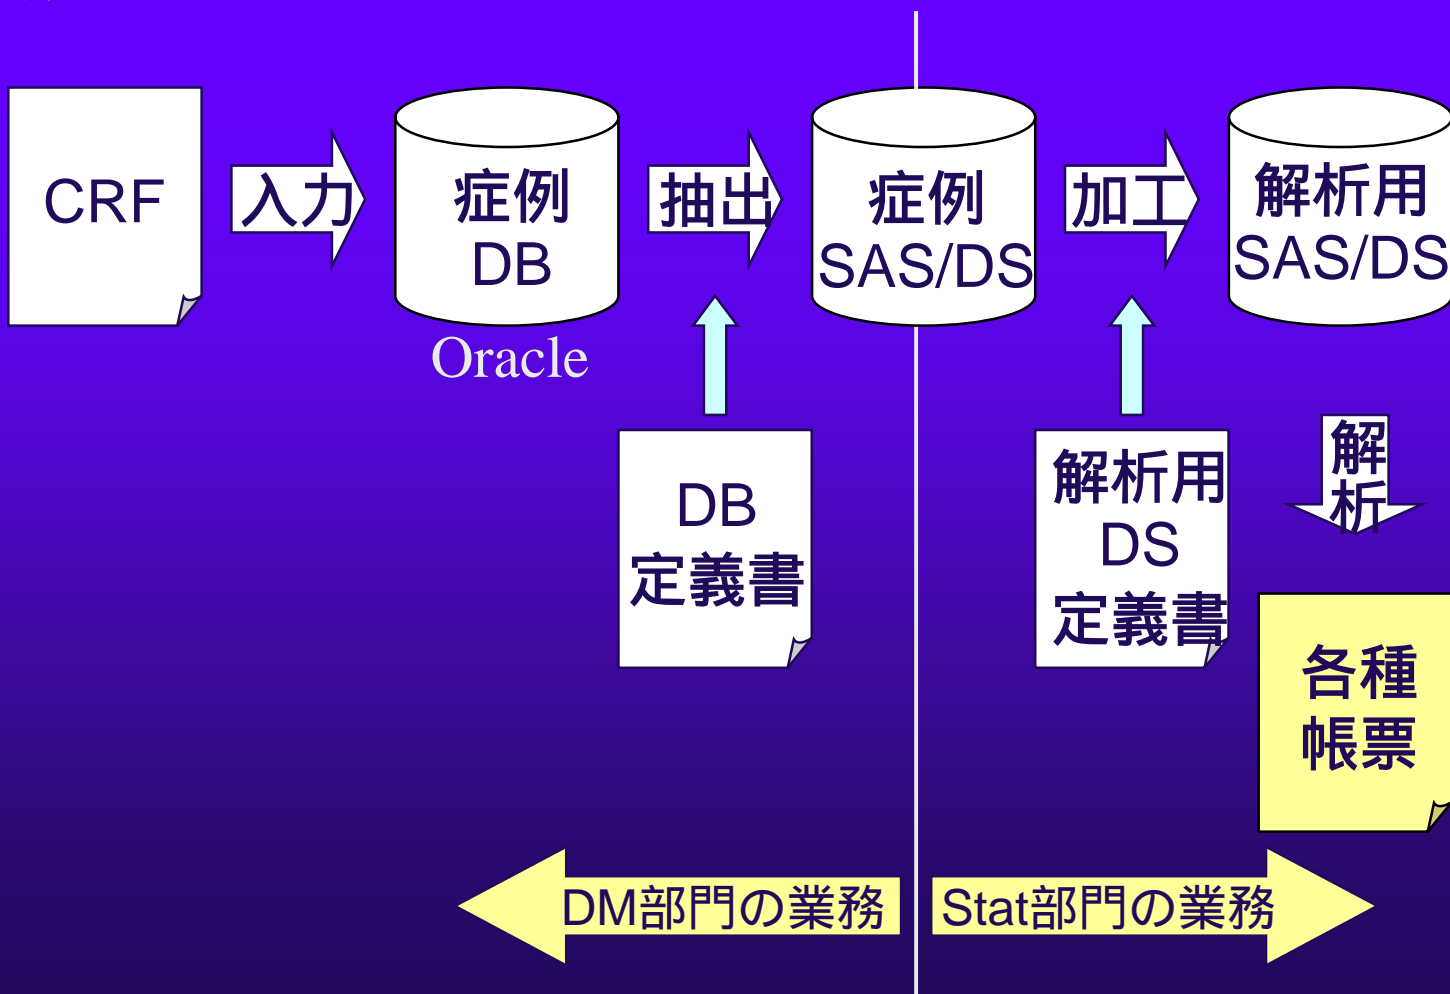 CRF
入力
症例
DB
Oracle
抽出
症例
SAS/DS
加工
解析用
SAS/DS
DB
定義書
解析用
DS
定義書
解
析
各種
帳票
DM部門の業務
Stat部門の業務